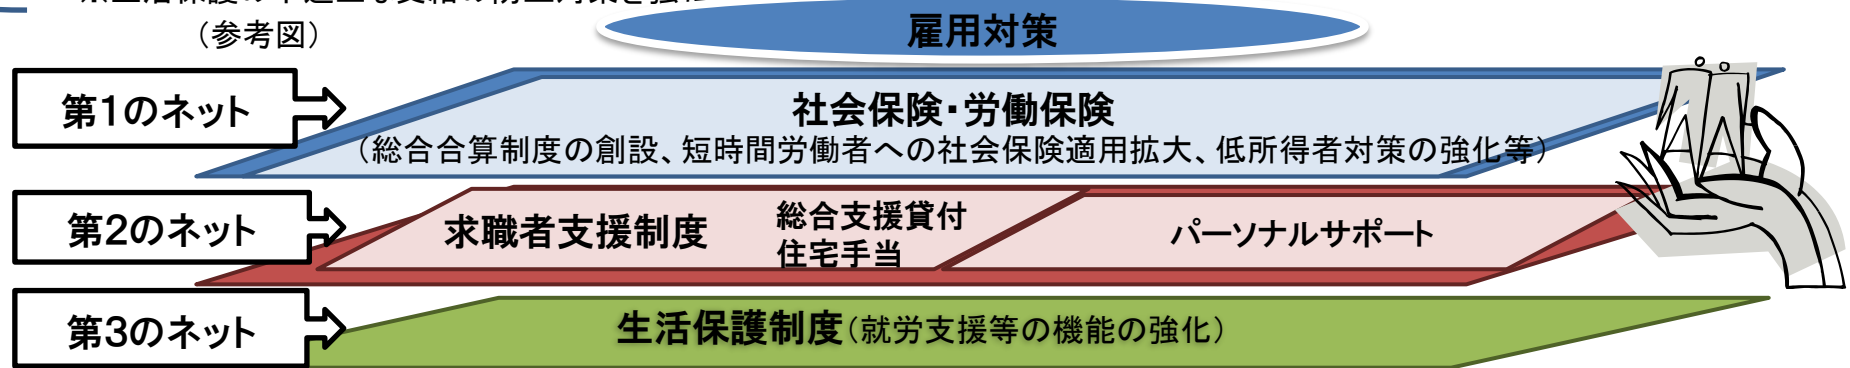 （参考図）
雇用対策
第1のネット
社会保険・労働保険
（総合合算制度の創設、短時間労働者への社会保険適用拡大、低所得者対策の強化等）
第2のネット
求職者支援制度
総合支援貸付
住宅手当
パーソナルサポート
第3のネット
生活保護制度（就労支援等の機能の強化）